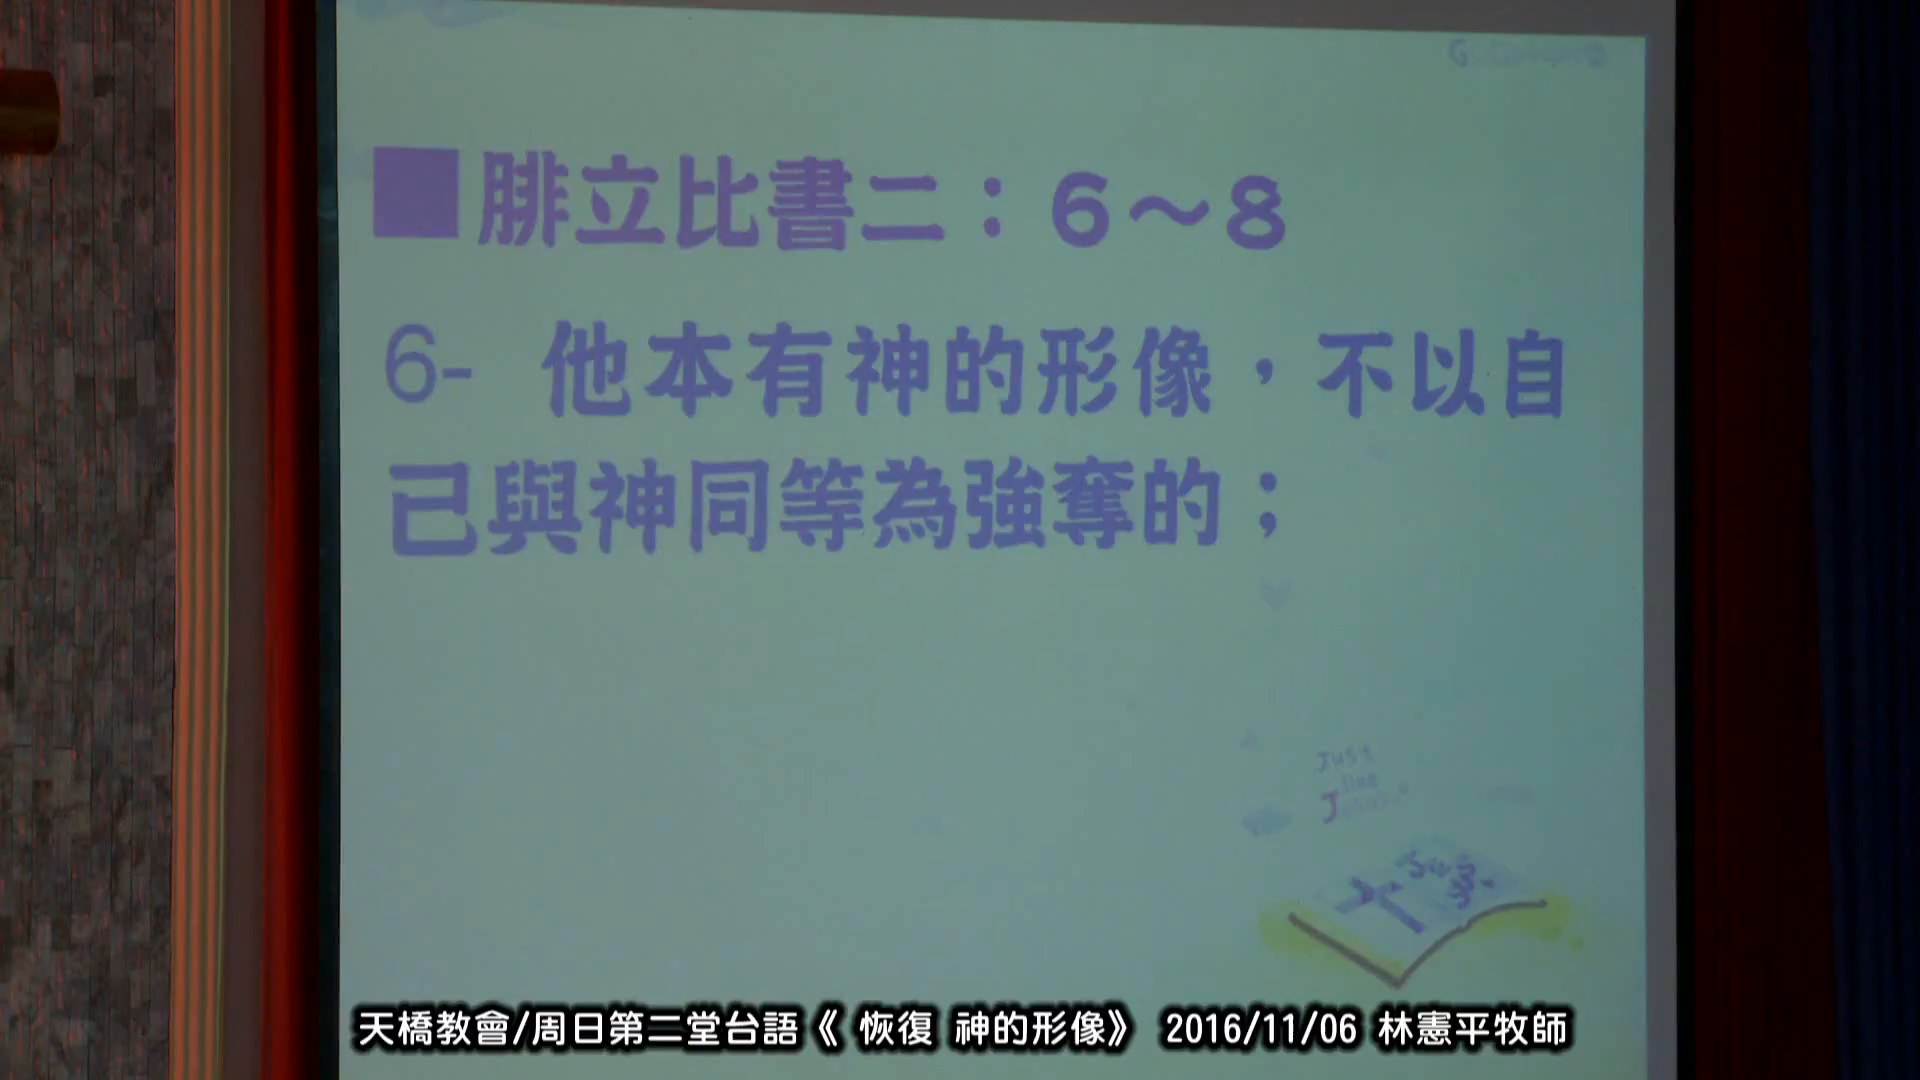 ■腓立比書二：6～8
6- 他本有神的形像，不以自
己與神同等為強奪的；
Just
like
天橋教會/周日第二堂台語《 恢復 神的形像》 2016/11/06 林憲平牧師